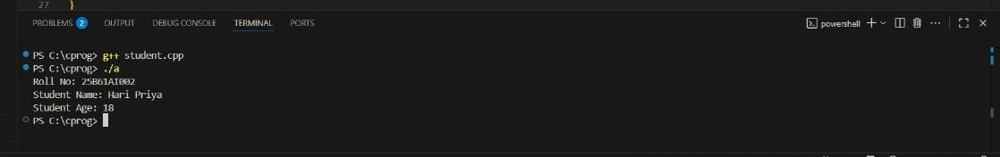 27 }
PROBLEMS 2 OUTPUT DEBUG CONSOLE TERMINAL PORTS powershell
PS C:\cprog> g++ student.cpp
PS C:\cprog> ./a
Roll No: 25B61AI002
Student Name: Hari Priya
Student Age: 18
PS C:\cprog>